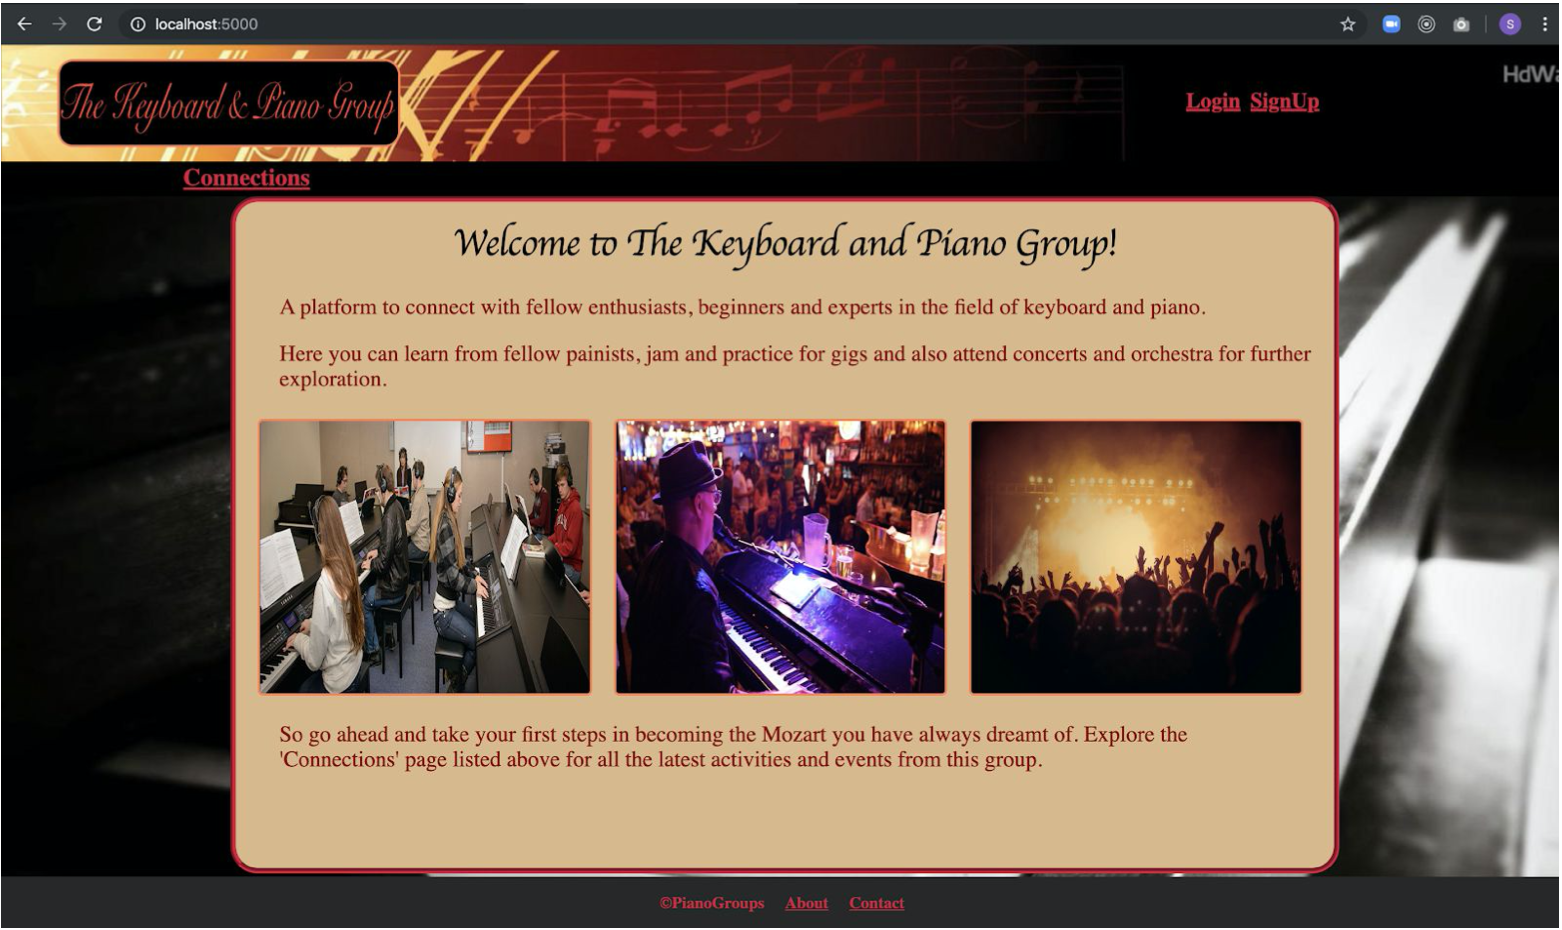 localhost:5000
S
HdWa
The Keyboard & Piano Group
Login SignUp
Connections
Welcome to The Keyboard and Piano Group!
A platform to connect with fellow enthusiasts, beginners and experts in the field of keyboard and piano.
Here you can learn from fellow painists, jam and practice for gigs and also attend concerts and orchestra for further
exploration.
So go ahead and take your first steps in becoming the Mozart you have always dreamt of. Explore the
'Connections' page listed above for all the latest activities and events from this group.
©PianoGroups About Contact